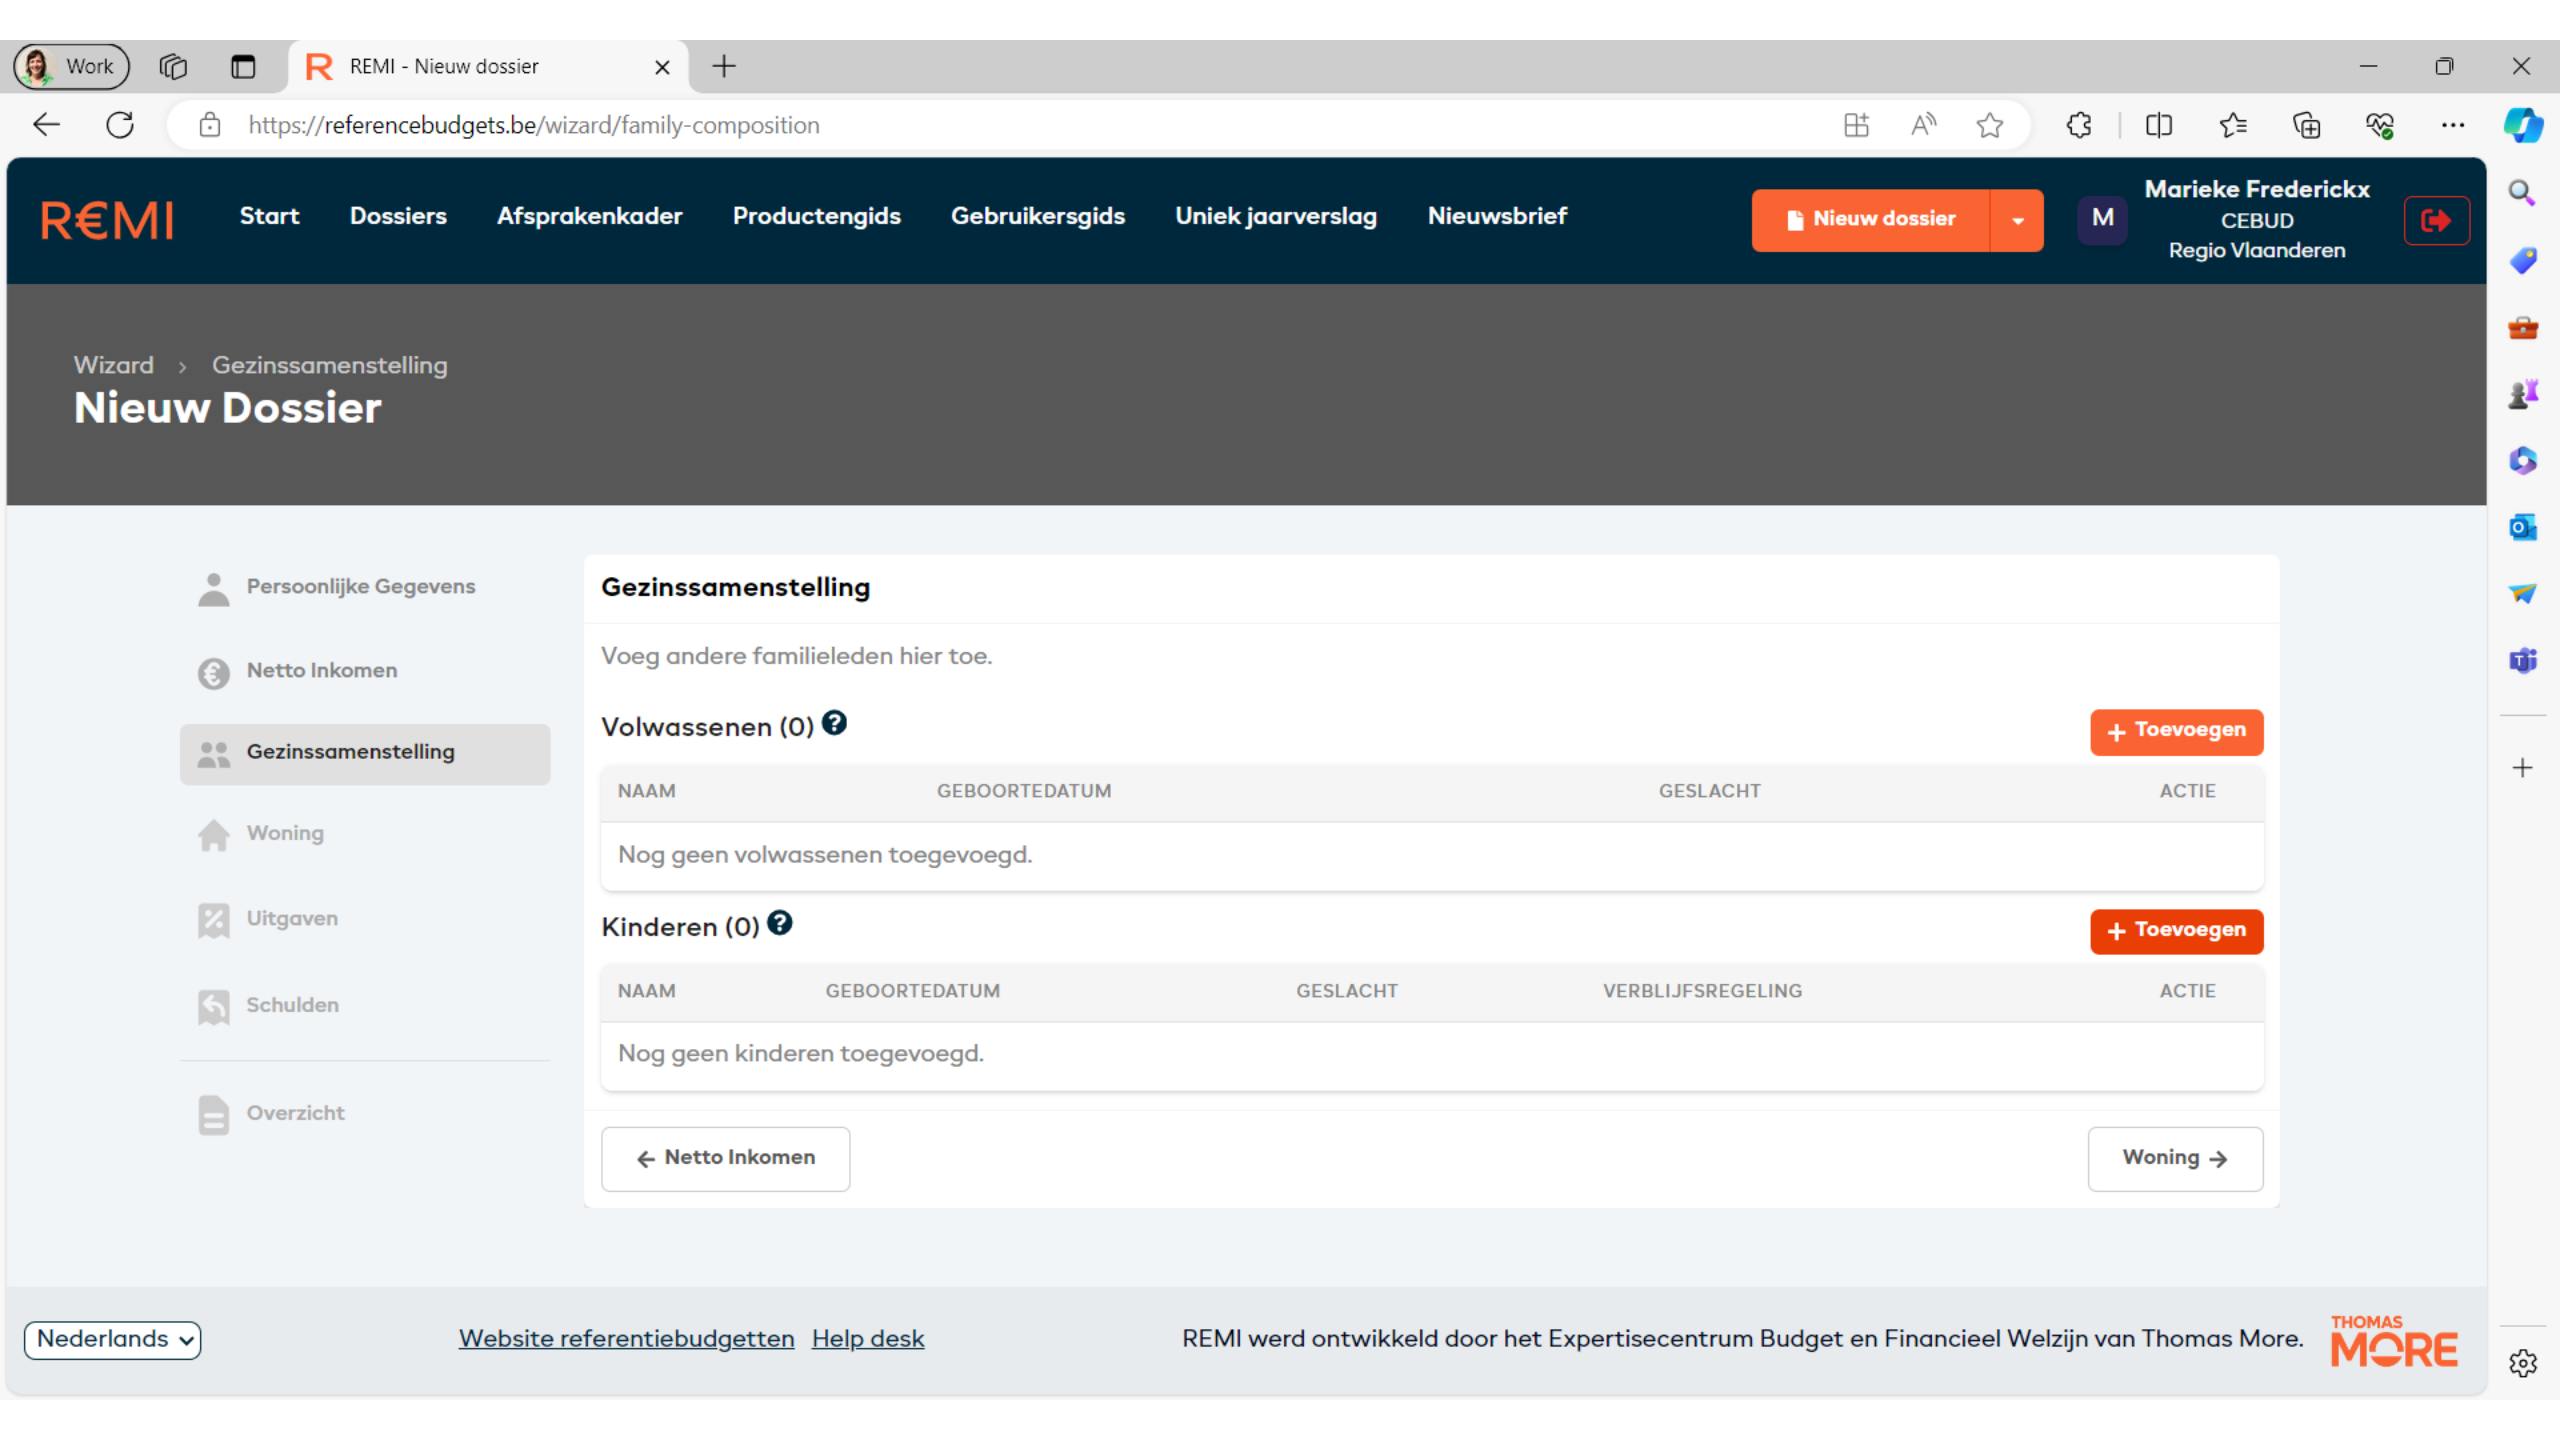 Work
REMI - Nieuw dossier
https://referencebudgets.be/wizard/family-composition
R€MI
Start
Dossiers
Afsprakenkader
Productengids
Gebruikersgids
Uniek jaarverslag
Nieuwsbrief
Nieuw dossier
M
Marieke Frederickx
CEBUD
Regio Vlaanderen
Wizard > Gezinssamenstelling
Nieuw Dossier
Persoonlijke Gegevens
Netto Inkomen
Gezinssamenstelling
Woning
Uitgaven
Schulden
Overzicht
Gezinssamenstelling
Voeg andere familieleden hier toe.
Volwassenen (0) ?
+ Toevoegen
NAAM GEBOORTEDATUM GESLACHT ACTIE
Nog geen volwassenen toegevoegd.
Kinderen (0) ?
+ Toevoegen
NAAM GEBOORTEDATUM GESLACHT VERBLIJFSREGELING ACTIE
Nog geen kinderen toegevoegd.
← Netto Inkomen
Woning →
Nederlands
Website referentiebudgetten
Help desk
REMI werd ontwikkeld door het Expertisecentrum Budget en Financieel Welzijn van Thomas More.
THOMAS
MORE